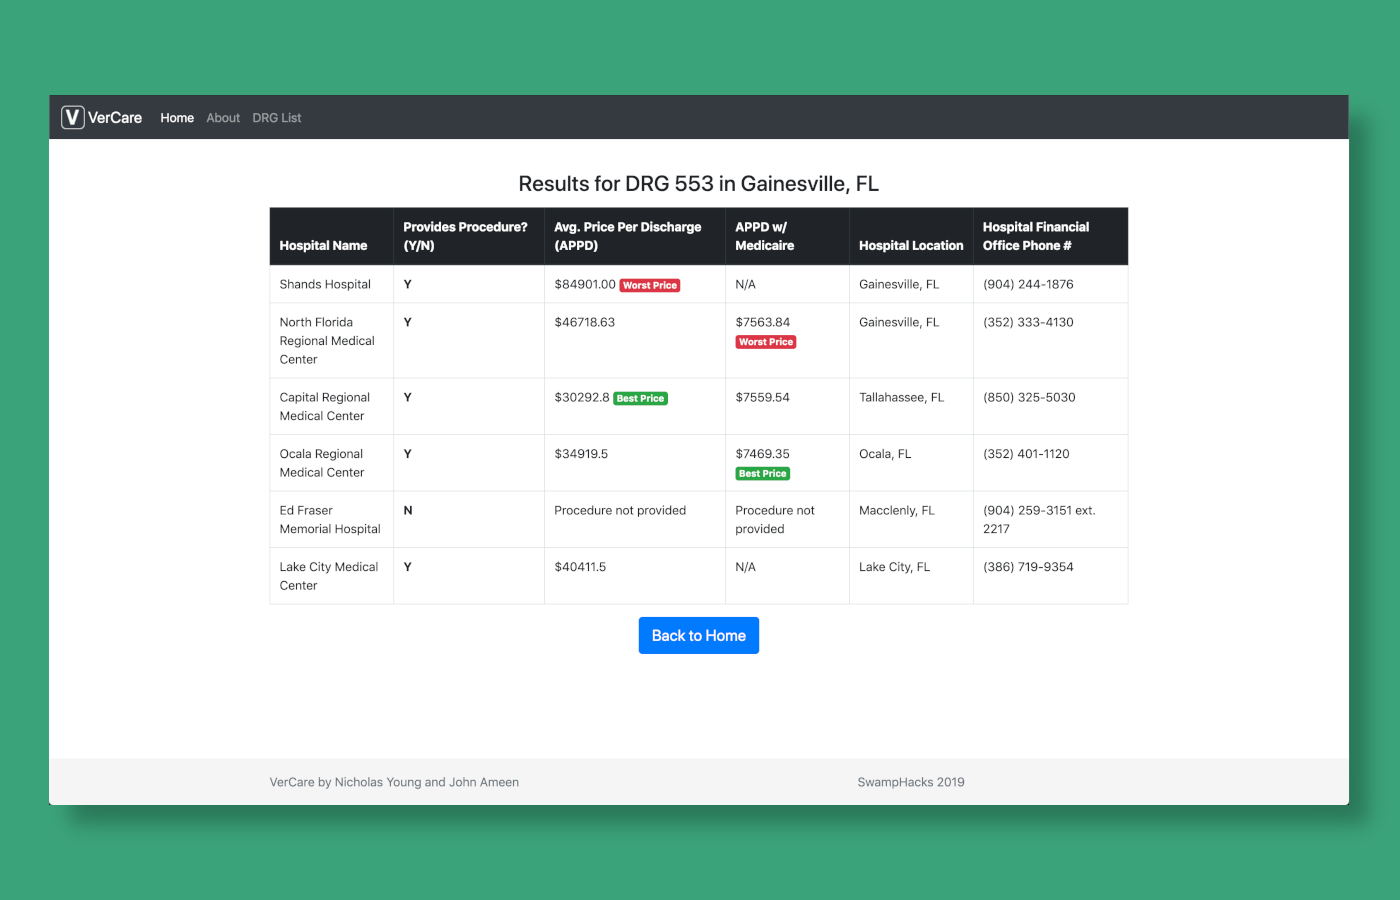 V VerCare Home About DRG List
Results for DRG 553 in Gainesville, FL
Hospital Name Provides Procedure? (Y/N) Avg. Price Per Discharge (APPD) APPD w/ Medicaire Hospital Location Hospital Financial Office Phone #
Shands Hospital Y $84901.00 Worst Price N/A Gainesville, FL (904) 244-1876
North Florida Regional Medical Center Y $46718.63 $7563.84 Worst Price Gainesville, FL (352) 333-4130
Capital Regional Medical Center Y $30292.8 Best Price $7559.54 Tallahassee, FL (850) 325-5030
Ocala Regional Medical Center Y $34919.5 $7469.35 Best Price Ocala, FL (352) 401-1120
Ed Fraser Memorial Hospital N Procedure not provided Procedure not provided Macclenly, FL (904) 259-3151 ext. 2217
Lake City Medical Center Y $40411.5 N/A Lake City, FL (386) 719-9354
Back to Home
VerCare by Nicholas Young and John Ameen SwampHacks 2019